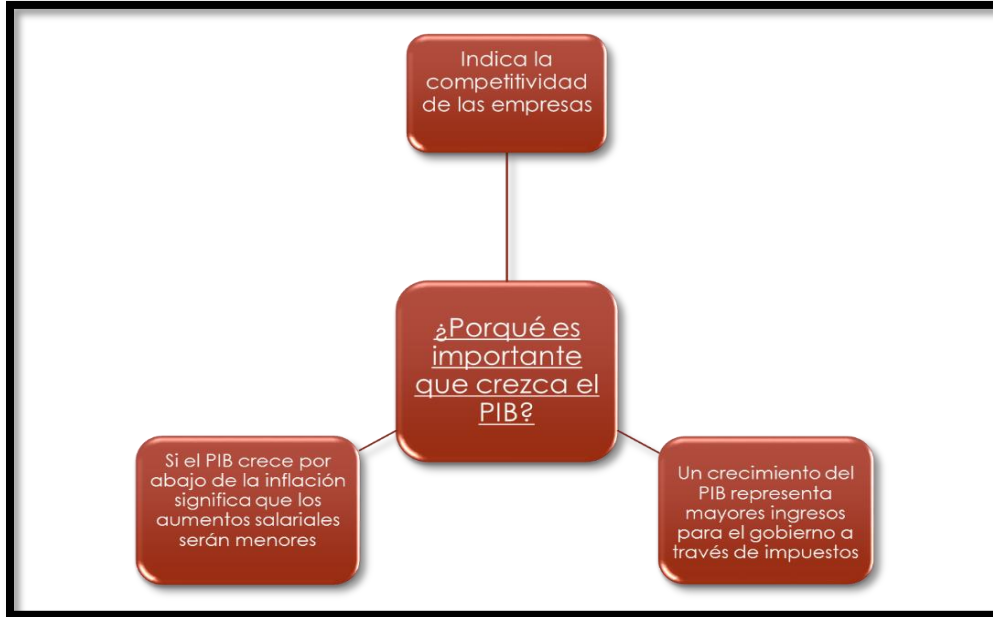 Indica la
competitividad
de las empresas
¿Porqué es
importante
que crezca el
PIB?
Si el PIB crece por
abajo de la inflación
significa que los
aumentos salariales
serán menores
Un crecimiento del
PIB representa
mayores ingresos
para el gobierno a
través de impuestos